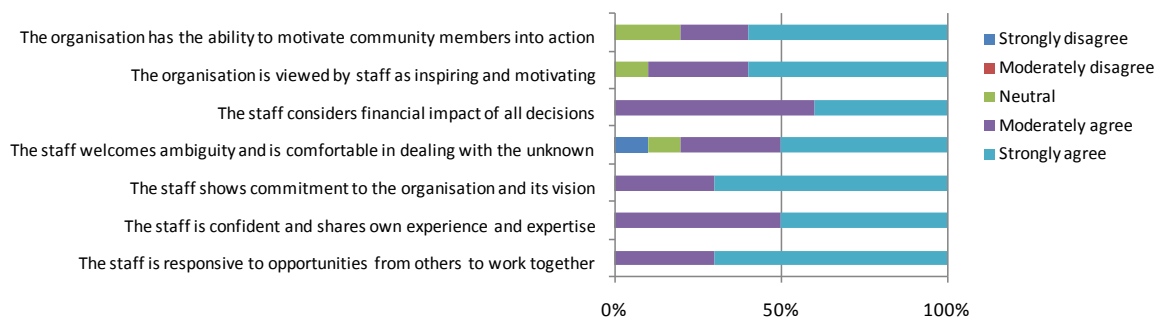 The organisation has the ability to motivate community members into action
The organisation is viewed by staff as inspiring and motivating
The staff considers financial impact of all decisions
The staff welcomes ambiguity and is comfortable in dealing with the unknown
The staff shows commitment to the organisation and its vision
The staff is confident and shares own experience and expertise
The staff is responsive to opportunities from others to work together
0%
50%
100%
Strongly disagree
Moderately disagree
Neutral
Moderately agree
Strongly agree